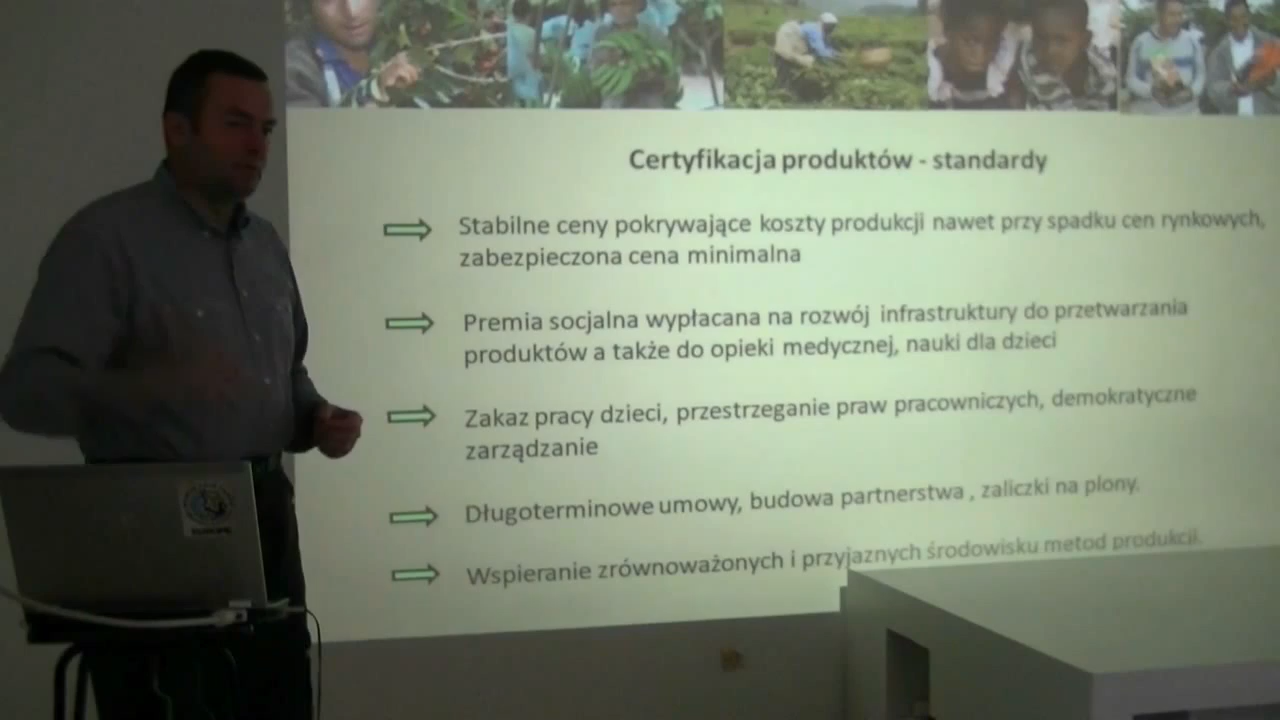 Certyfikacja produktów - standardy
Stabilne ceny pokrywające koszty produkcji nawet przy spadku cen rynkowych,
zabezpieczona cena minimalna
Premia socjalna wypłacana na rozwój infrastruktury do przetwarzania
produktów a także do opieki medycznej, nauki dla dzieci
Zakaz pracy dzieci, przestrzeganie praw pracowniczych, demokratyczne
zarządzanie
Długoterminowe umowy, budowa partnerstwa , zaliczki na plony.
Wspieranie zrównoważonych i przyjaznych środowisku metod produkcji.